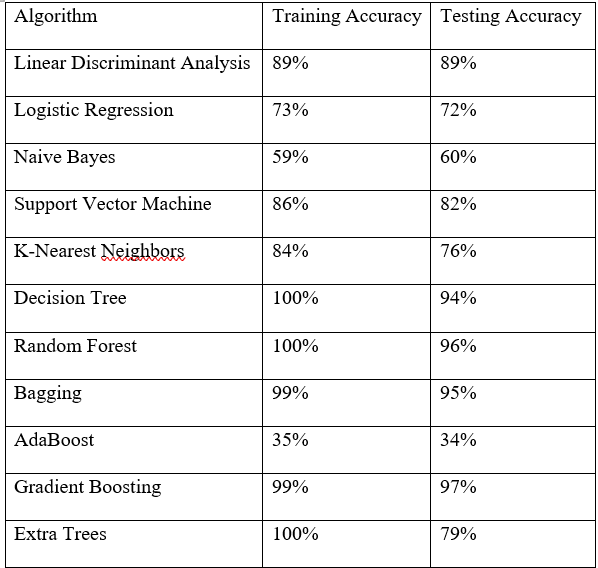 Algorithm Training Accuracy Testing Accuracy
Linear Discriminant Analysis 89% 89%
Logistic Regression 73% 72%
Naive Bayes 59% 60%
Support Vector Machine 86% 82%
K-Nearest Neighbors 84% 76%
Decision Tree 100% 94%
Random Forest 100% 96%
Bagging 99% 95%
AdaBoost 35% 34%
Gradient Boosting 99% 97%
Extra Trees 100% 79%